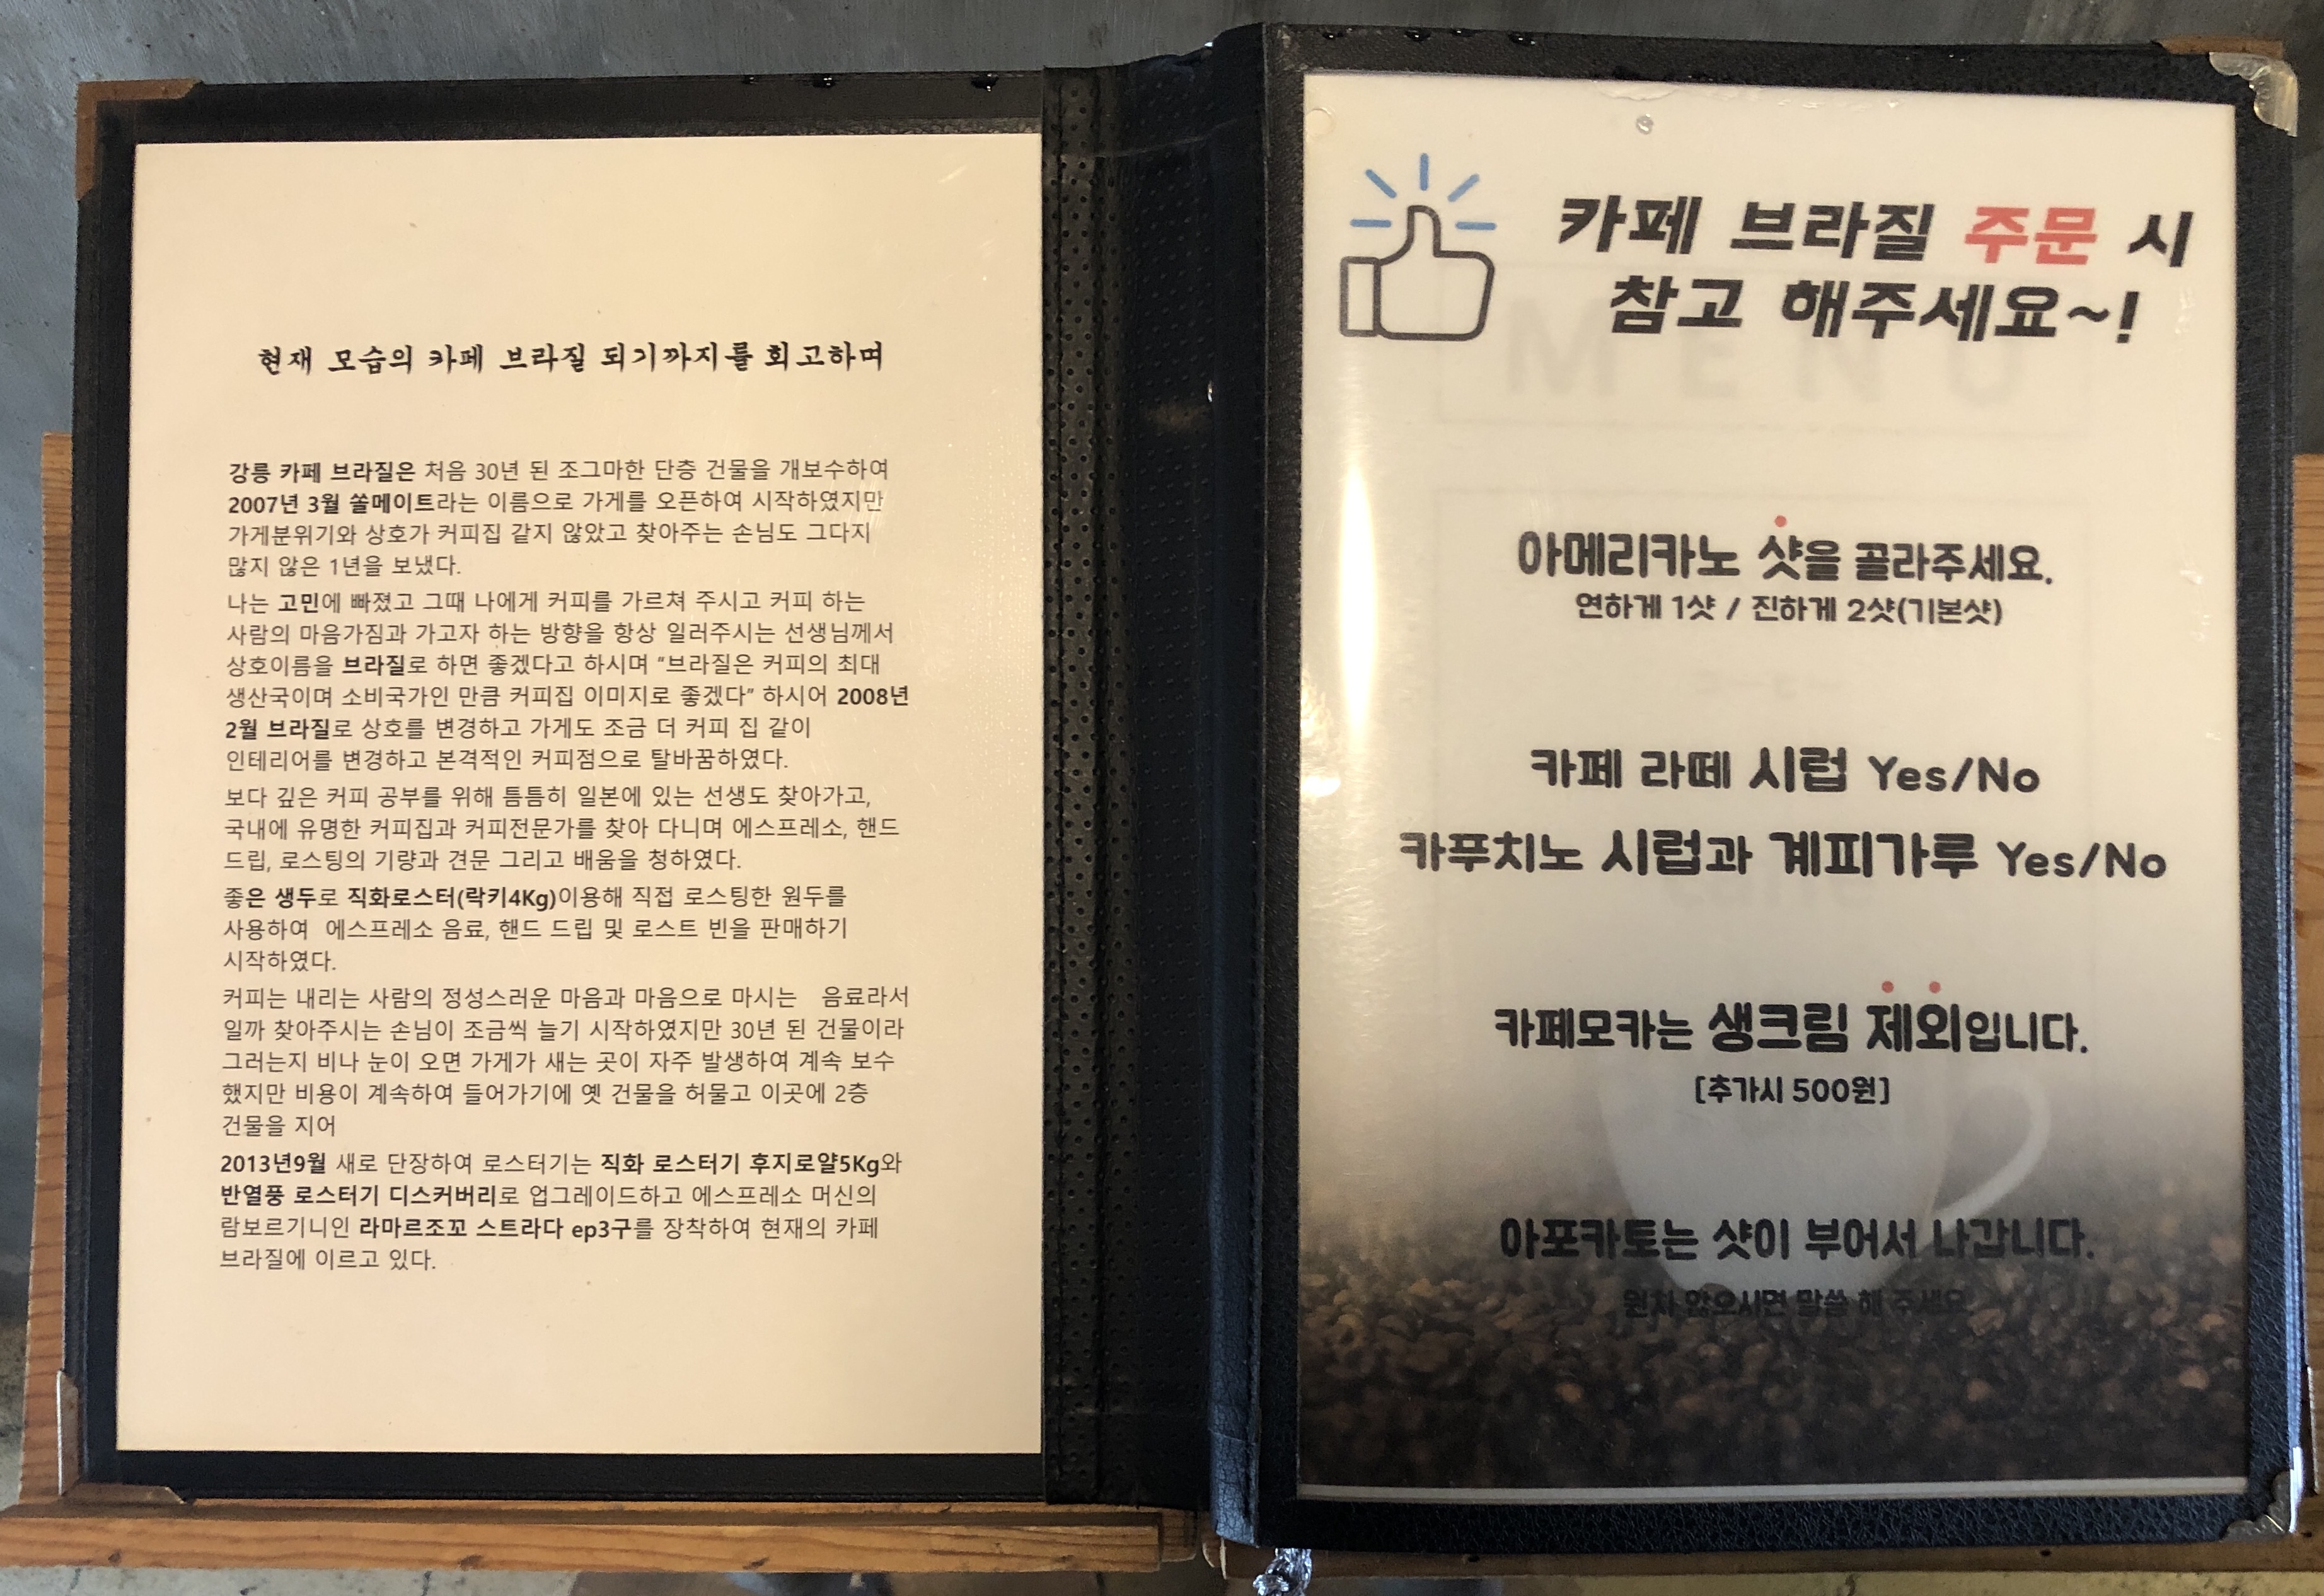 현재 모습의 카페 브라질 되기까지를 회고하며
강릉 카페 브라질은 처음 30년 된 조그마한 단층 건물을 개보수하여
2007년 3월 쏠메이트라는 이름으로 가게를 오픈하여 시작하였지만
가게분위기와 상호가 커피집 같지 않았고 찾아주는 손님도 그다지
많지 않은 1년을 보냈다.
나는 고민에 빠졌고 그때 나에게 커피를 가르쳐 주시고 커피 하는
사람의 마음가짐과 가고자 하는 방향을 항상 일러주시는 선생님께서
상호이름을 브라질로 하면 좋겠다고 하시며 “브라질은 커피의 최대
생산국이며 소비국가인 만큼 커피집 이미지로 좋겠다” 하시어 2008년
2월 브라질로 상호를 변경하고 가게도 조금 더 커피 집 같이
인테리어를 변경하고 본격적인 커피점으로 탈바꿈하였다.
보다 깊은 커피 공부를 위해 틈틈히 일본에 있는 선생도 찾아가고,
국내에 유명한 커피집과 커피전문가를 찾아 다니며 에스프레소, 핸드
드립, 로스팅의 기량과 견문 그리고 배움을 청하였다.
좋은 생두로 직화로스터(락키4Kg)이용해 직접 로스팅한 원두를
사용하여 에스프레소 음료, 핸드 드립 및 로스트 빈을 판매하기
시작하였다.
커피는 내리는 사람의 정성스러운 마음과 마음으로 마시는 음료라서
일까 찾아주시는 손님이 조금씩 늘기 시작하였지만 30년 된 건물이라
그러는지 비나 눈이 오면 가게가 새는 곳이 자주 발생하여 계속 보수
했지만 비용이 계속하여 들어가기에 옛 건물을 허물고 이곳에 2층
건물을 지어
2013년9월 새로 단장하여 로스터기는 직화 로스터기 후지로얄5Kg와
반열풍 로스터기 디스커버리로 업그레이드하고 에스프레소 머신의
람보르기니인 라마르조꼬 스트라다 ep3구를 장착하여 현재의 카페
브라질에 이르고 있다.
카페 브라질 주문 시
참고 해주세요~!
MENU
아메리카노 샷을 골라주세요.
연하게 1샷 / 진하게 2샷(기본샷)
카페 라떼 시럽 Yes/No
카푸치노 시럽과 계피가루 Yes/No
카페모카는 생크림 제외입니다.
[추가시 500원]
아포카토는 샷이 부어서 나갑니다.
원치 않으시면 말씀 해 주세요